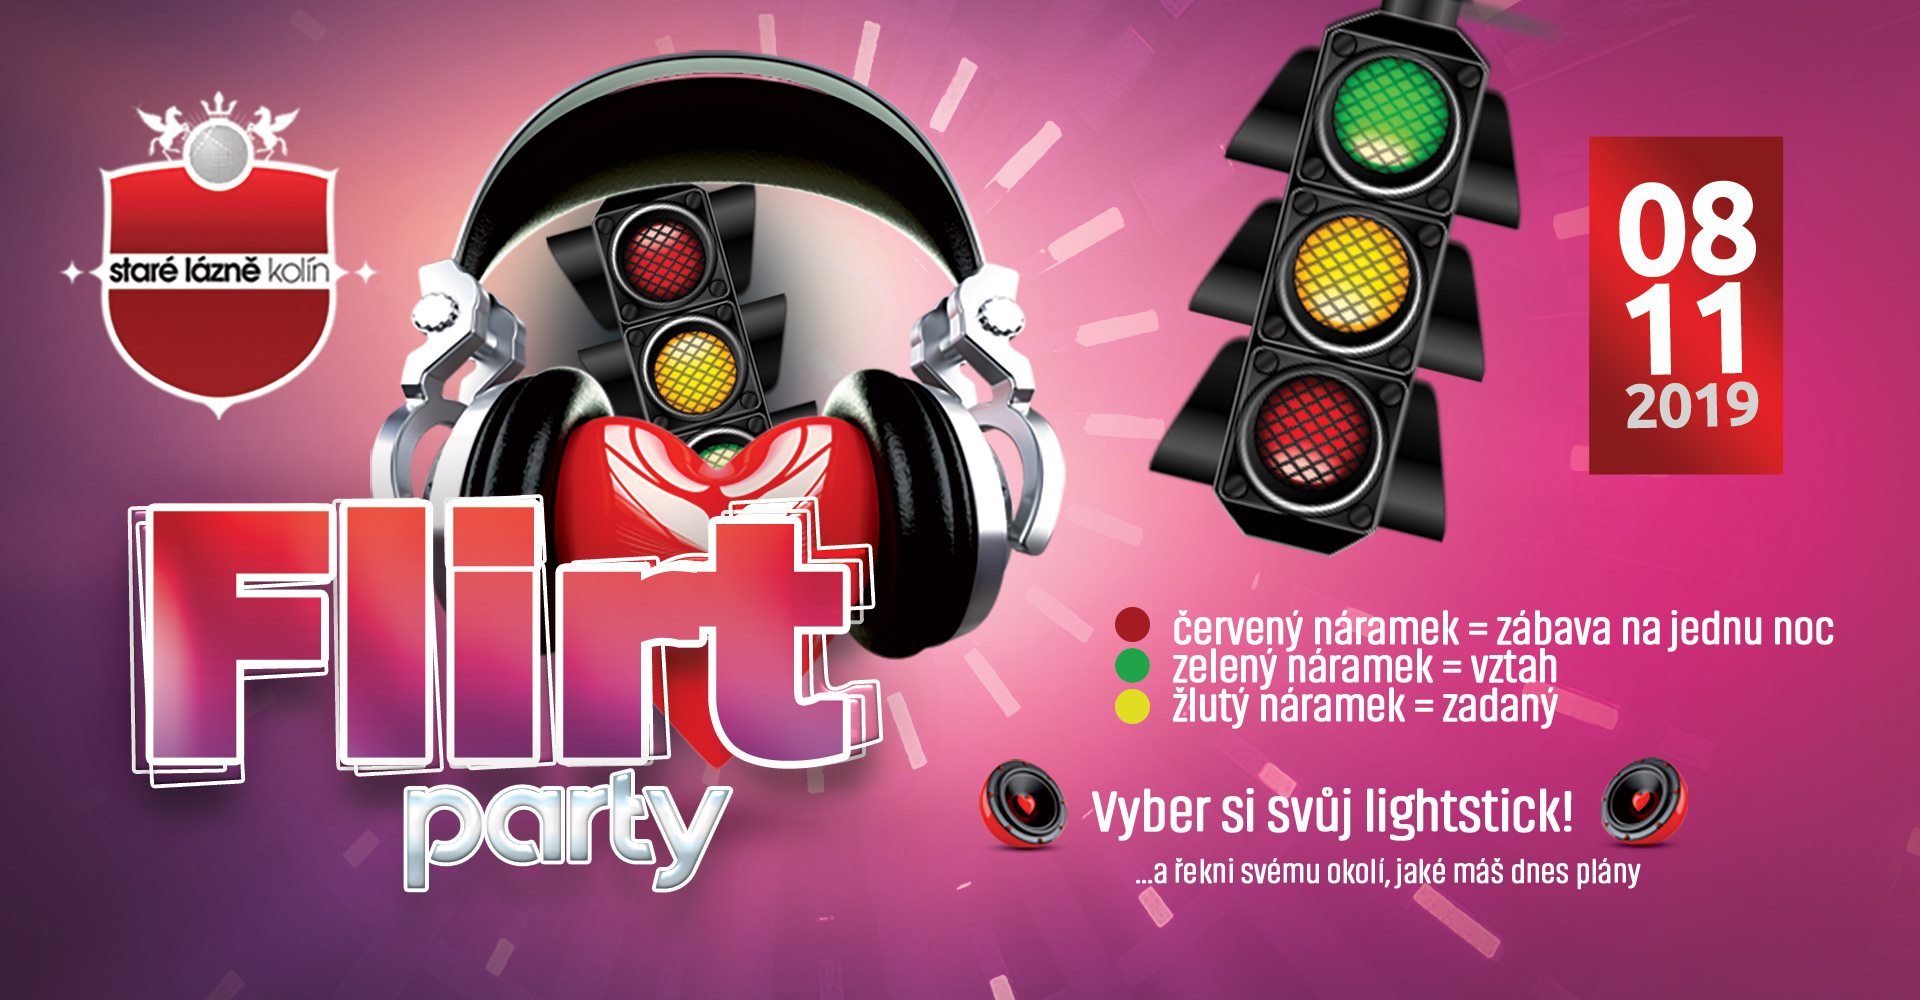 staré lázně kolín
Flirt
party
08
11
2019
červený náramek = zábava na jednu noc
zelený náramek = vztah
žlutý náramek = zadaný
Vyber si svůj lightstick!
...a řekni svému okolí, jaké máš dnes plány